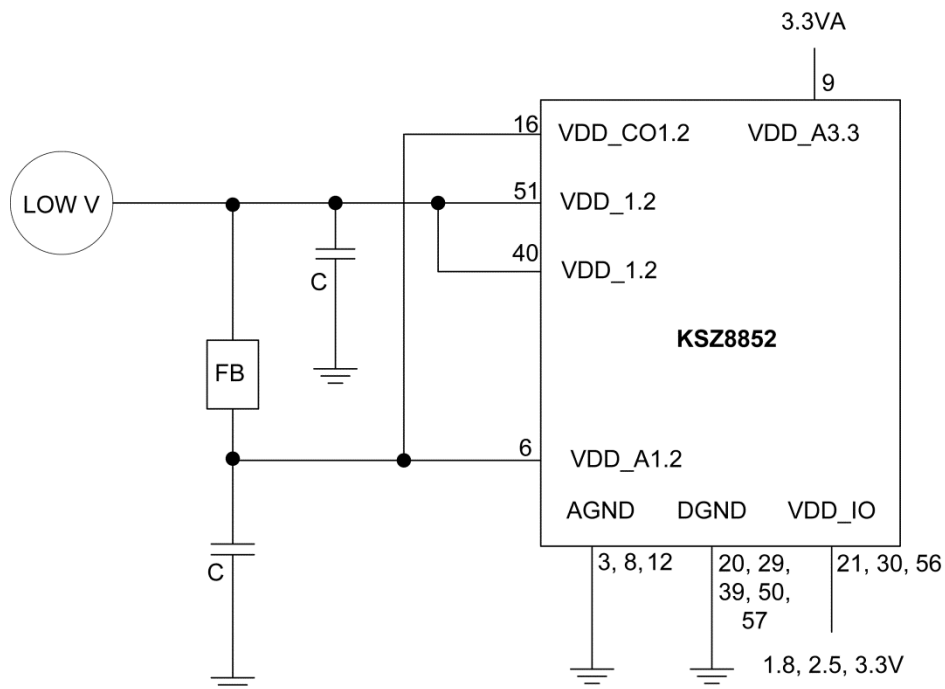 3.3VA
9
16
VDD_CO1.2
VDD_A3.3
LOW V
51
VDD_1.2
40
VDD_1.2
C
KSZ8852
FB
6
VDD_A1.2
AGND
DGND
VDD_IO
C
3, 8, 12
20, 29,
39, 50,
57
21, 30, 56
1.8, 2.5, 3.3V